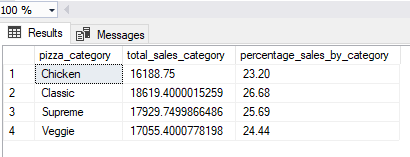 100 %
Results Messages
pizza_category total_sales_category percentage_sales_by_category
1 Chicken 16188.75 23.20
2 Classic 18619.4000015259 26.68
3 Supreme 17929.7499866486 25.69
4 Veggie 17055.4000778198 24.44